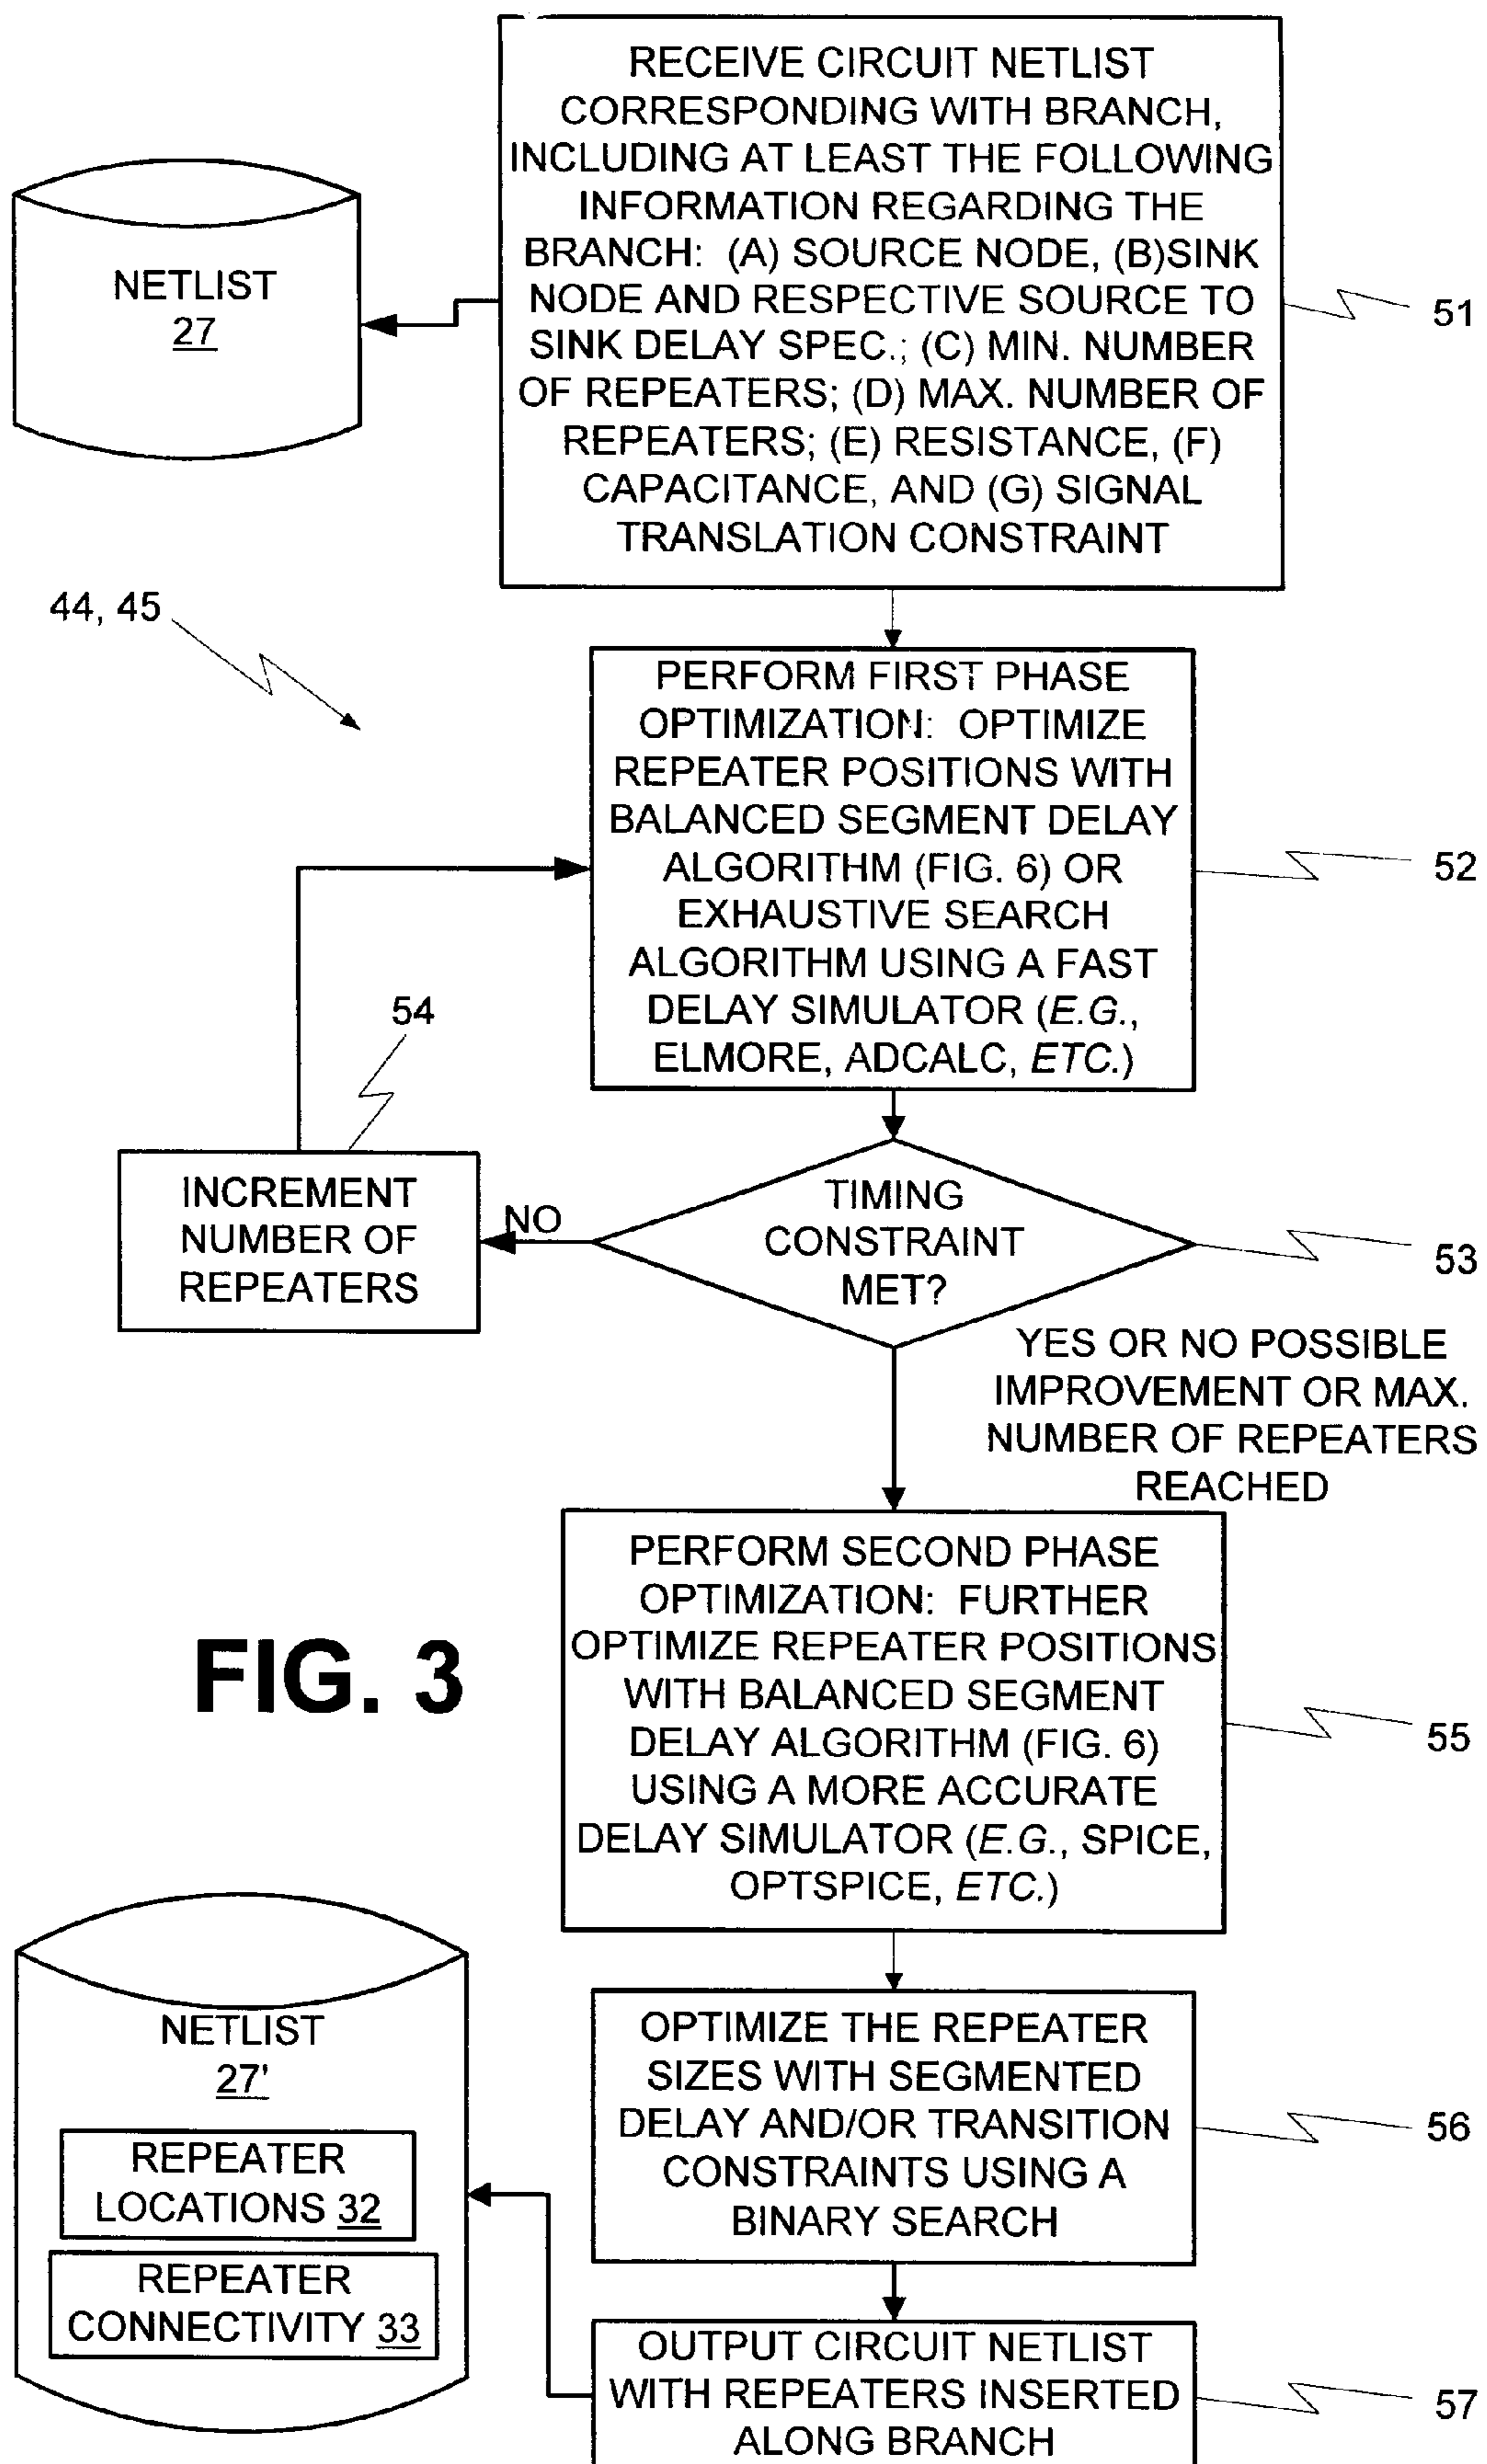 RECEIVE CIRCUIT NETLIST
CORRESPONDING WITH BRANCH,
INCLUDING AT LEAST THE FOLLOWING
INFORMATION REGARDING THE
BRANCH: (A) SOURCE NODE, (B)SINK
NODE AND RESPECTIVE SOURCE TO
SINK DELAY SPEC.; (C) MIN. NUMBER
OF REPEATERS; (D) MAX. NUMBER OF
REPEATERS; (E) RESISTANCE, (F)
CAPACITANCE, AND (G) SIGNAL
TRANSLATION CONSTRAINT
51
NETLIST
27
44, 45
PERFORM FIRST PHASE
OPTIMIZATION: OPTIMIZE
REPEATER POSITIONS WITH
BALANCED SEGMENT DELAY
ALGORITHM (FIG. 6) OR
EXHAUSTIVE SEARCH
ALGORITHM USING A FAST
DELAY SIMULATOR (E.G.,
ELMORE, ADCALC, ETC.)
52
54
INCREMENT
NUMBER OF
REPEATERS
NO
TIMING
CONSTRAINT
MET?
53
YES OR NO POSSIBLE
IMPROVEMENT OR MAX.
NUMBER OF REPEATERS
REACHED
PERFORM SECOND PHASE
OPTIMIZATION: FURTHER
OPTIMIZE REPEATER POSITIONS
WITH BALANCED SEGMENT
DELAY ALGORITHM (FIG. 6)
USING A MORE ACCURATE
DELAY SIMULATOR (E.G., SPICE,
OPTSPICE, ETC.)
55
FIG. 3
OPTIMIZE THE REPEATER
SIZES WITH SEGMENTED
DELAY AND/OR TRANSITION
CONSTRAINTS USING A
BINARY SEARCH
56
NETLIST
27'
REPEATER
LOCATIONS 32
REPEATER
CONNECTIVITY 33
OUTPUT CIRCUIT NETLIST
WITH REPEATERS INSERTED
ALONG BRANCH
57